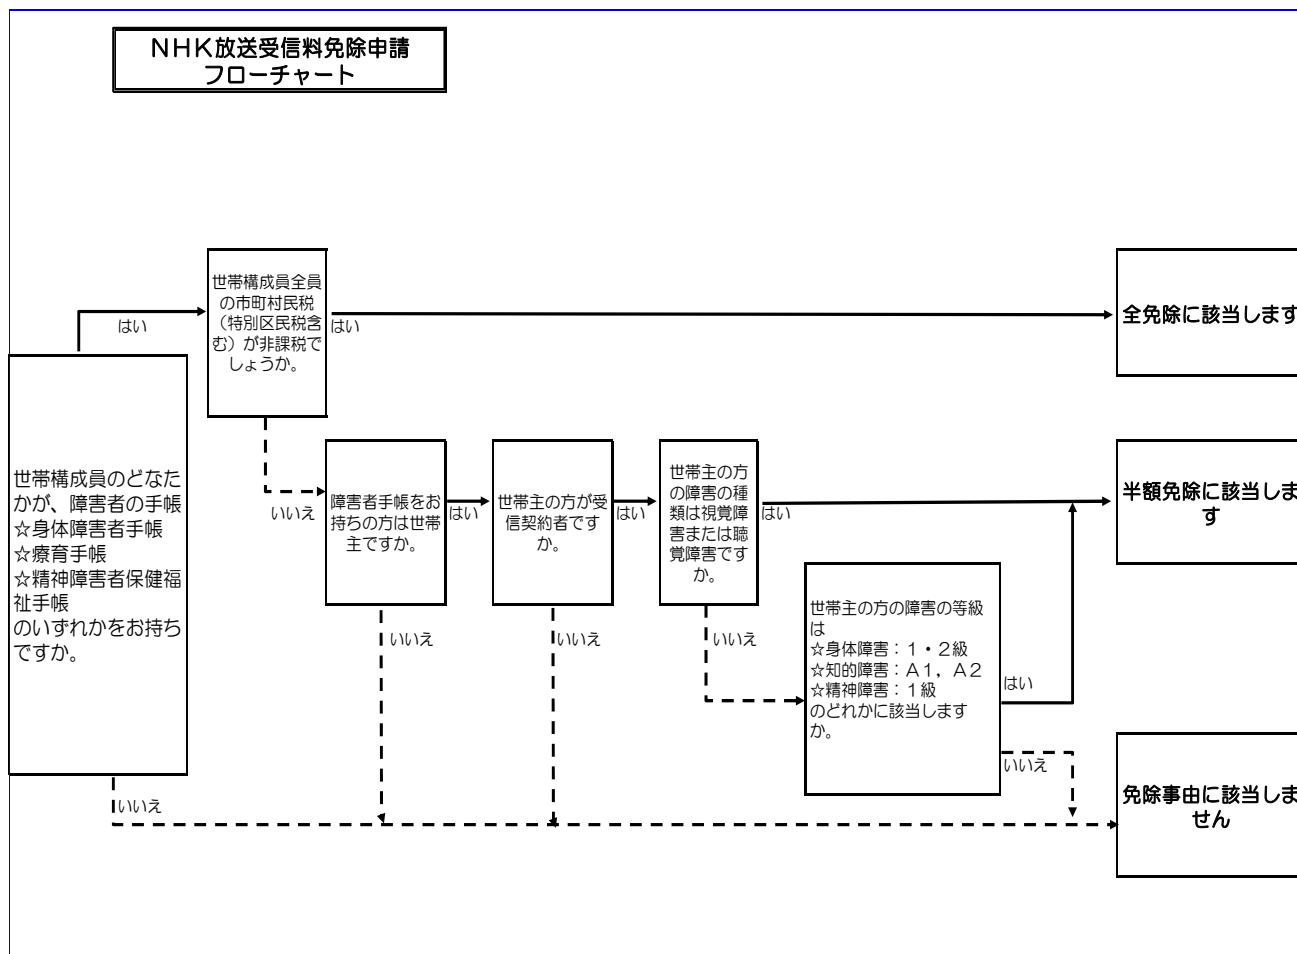 NHK放送受信料免除申請
フローチャート
世帯構成員全員
の市町村民税
（特別区民税含
む）が非課税で
しょうか。
はい
はい
全免除に該当します
世帯構成員のどなた
かが、障害者の手帳
☆身体障害者手帳
☆療育手帳
☆精神障害者保健福
祉手帳
のいずれかをお持ち
ですか。
いいえ
障害者手帳をお
持ちの方は世帯
主ですか。
はい
世帯主の方が受
信契約者です
か。
はい
世帯主の方
の障害の種
類は視覚障
害または聴
覚障害です
か。
はい
半額免除に該当しま
す
いいえ
いいえ
いいえ
世帯主の方の障害の等級
は
☆身体障害：１・２級
☆知的障害：Ａ１，Ａ２
☆精神障害：１級
のどれかに該当します
か。
はい
いいえ
いいえ
免除事由に該当しま
せん